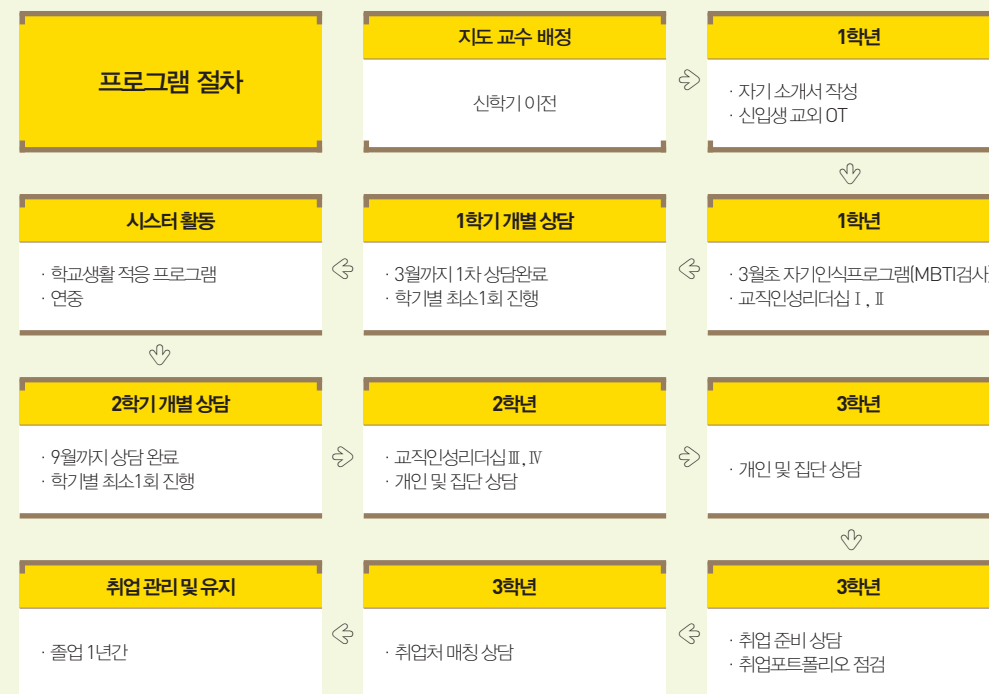 프로그램 절차
지도 교수 배정
신학기 이전
1학년
· 자기 소개서 작성
· 신입생 교외 OT
1학년
· 3월초 자기인식프로그램(MBTI검사)
· 교직인성리더십 Ⅰ, Ⅱ
1학기 개별 상담
· 3월까지 1차 상담완료
· 학기별 최소1회 진행
시스터 활동
· 학교생활 적응 프로그램
· 연중
2학기 개별 상담
· 9월까지 상담 완료
· 학기별 최소1회 진행
2학년
· 교직인성리더십 Ⅲ, Ⅳ
· 개인 및 집단 상담
3학년
· 개인 및 집단 상담
3학년
· 취업 준비 상담
· 취업포트폴리오 점검
3학년
· 취업처 매칭 상담
취업 관리 및 유지
· 졸업 1년간